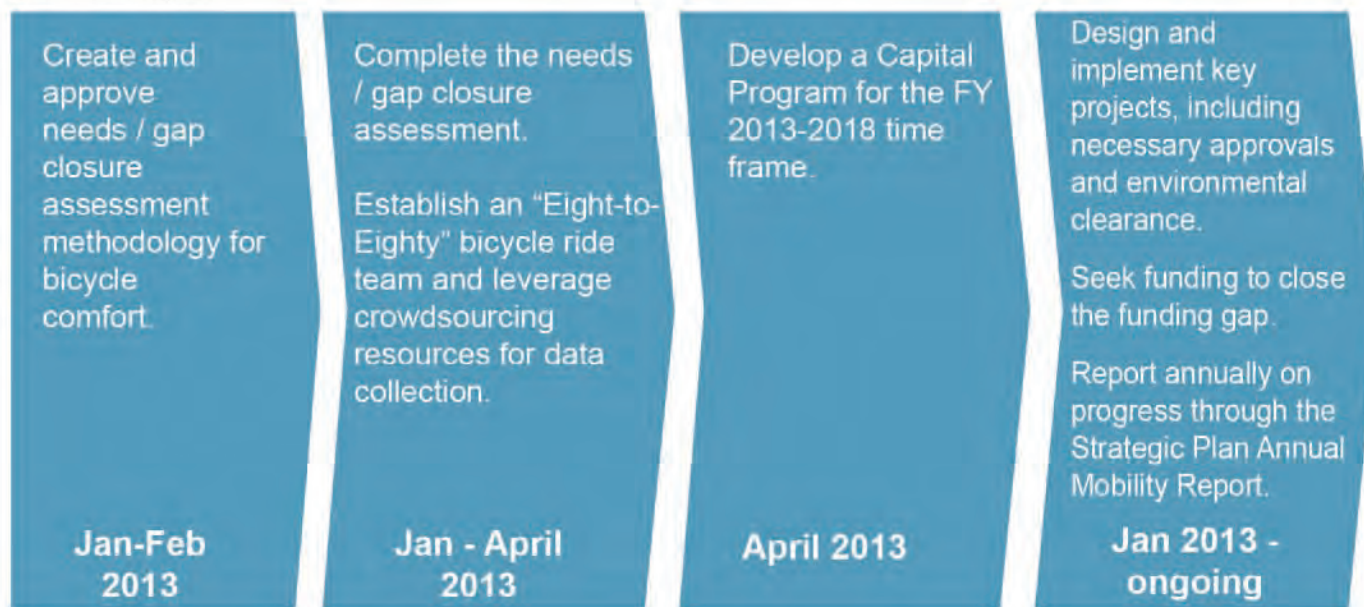 Create and
approve
needs / gap
closure
assessment
methodology for
bicycle
comfort.
Jan-Feb
2013
Complete the needs
/ gap closure
assessment.
Establish an “Eight-to-
Eighty” bicycle ride
team and leverage
crowdsourcing
resources for data
collection.
Jan - April
2013
Develop a Capital
Program for the FY
2013-2018 time
frame.
April 2013
Design and
implement key
projects, including
necessary approvals
and environmental
clearance.
Seek funding to close
the funding gap.
Report annually on
progress through the
Strategic Plan Annual
Mobility Report.
Jan 2013 -
ongoing